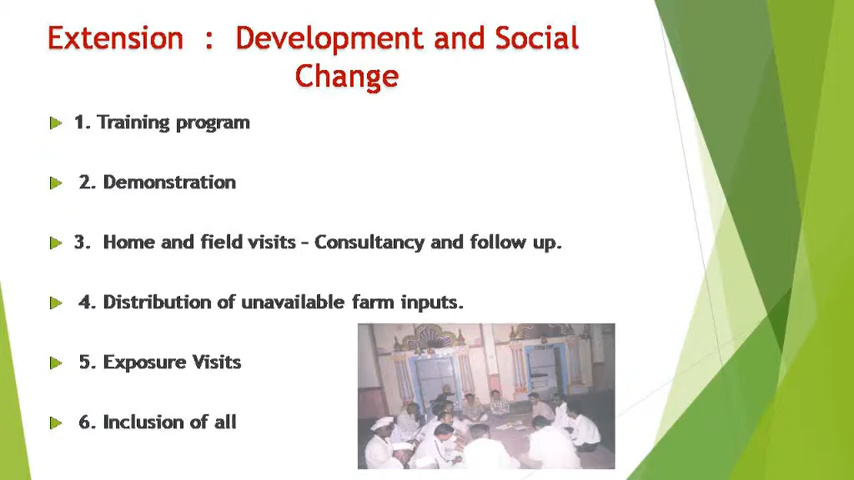 Extension : Development and Social
Change
1. Training program
2. Demonstration
3. Home and field visits – Consultancy and follow up.
4. Distribution of unavailable farm inputs.
5. Exposure Visits
6. Inclusion of all